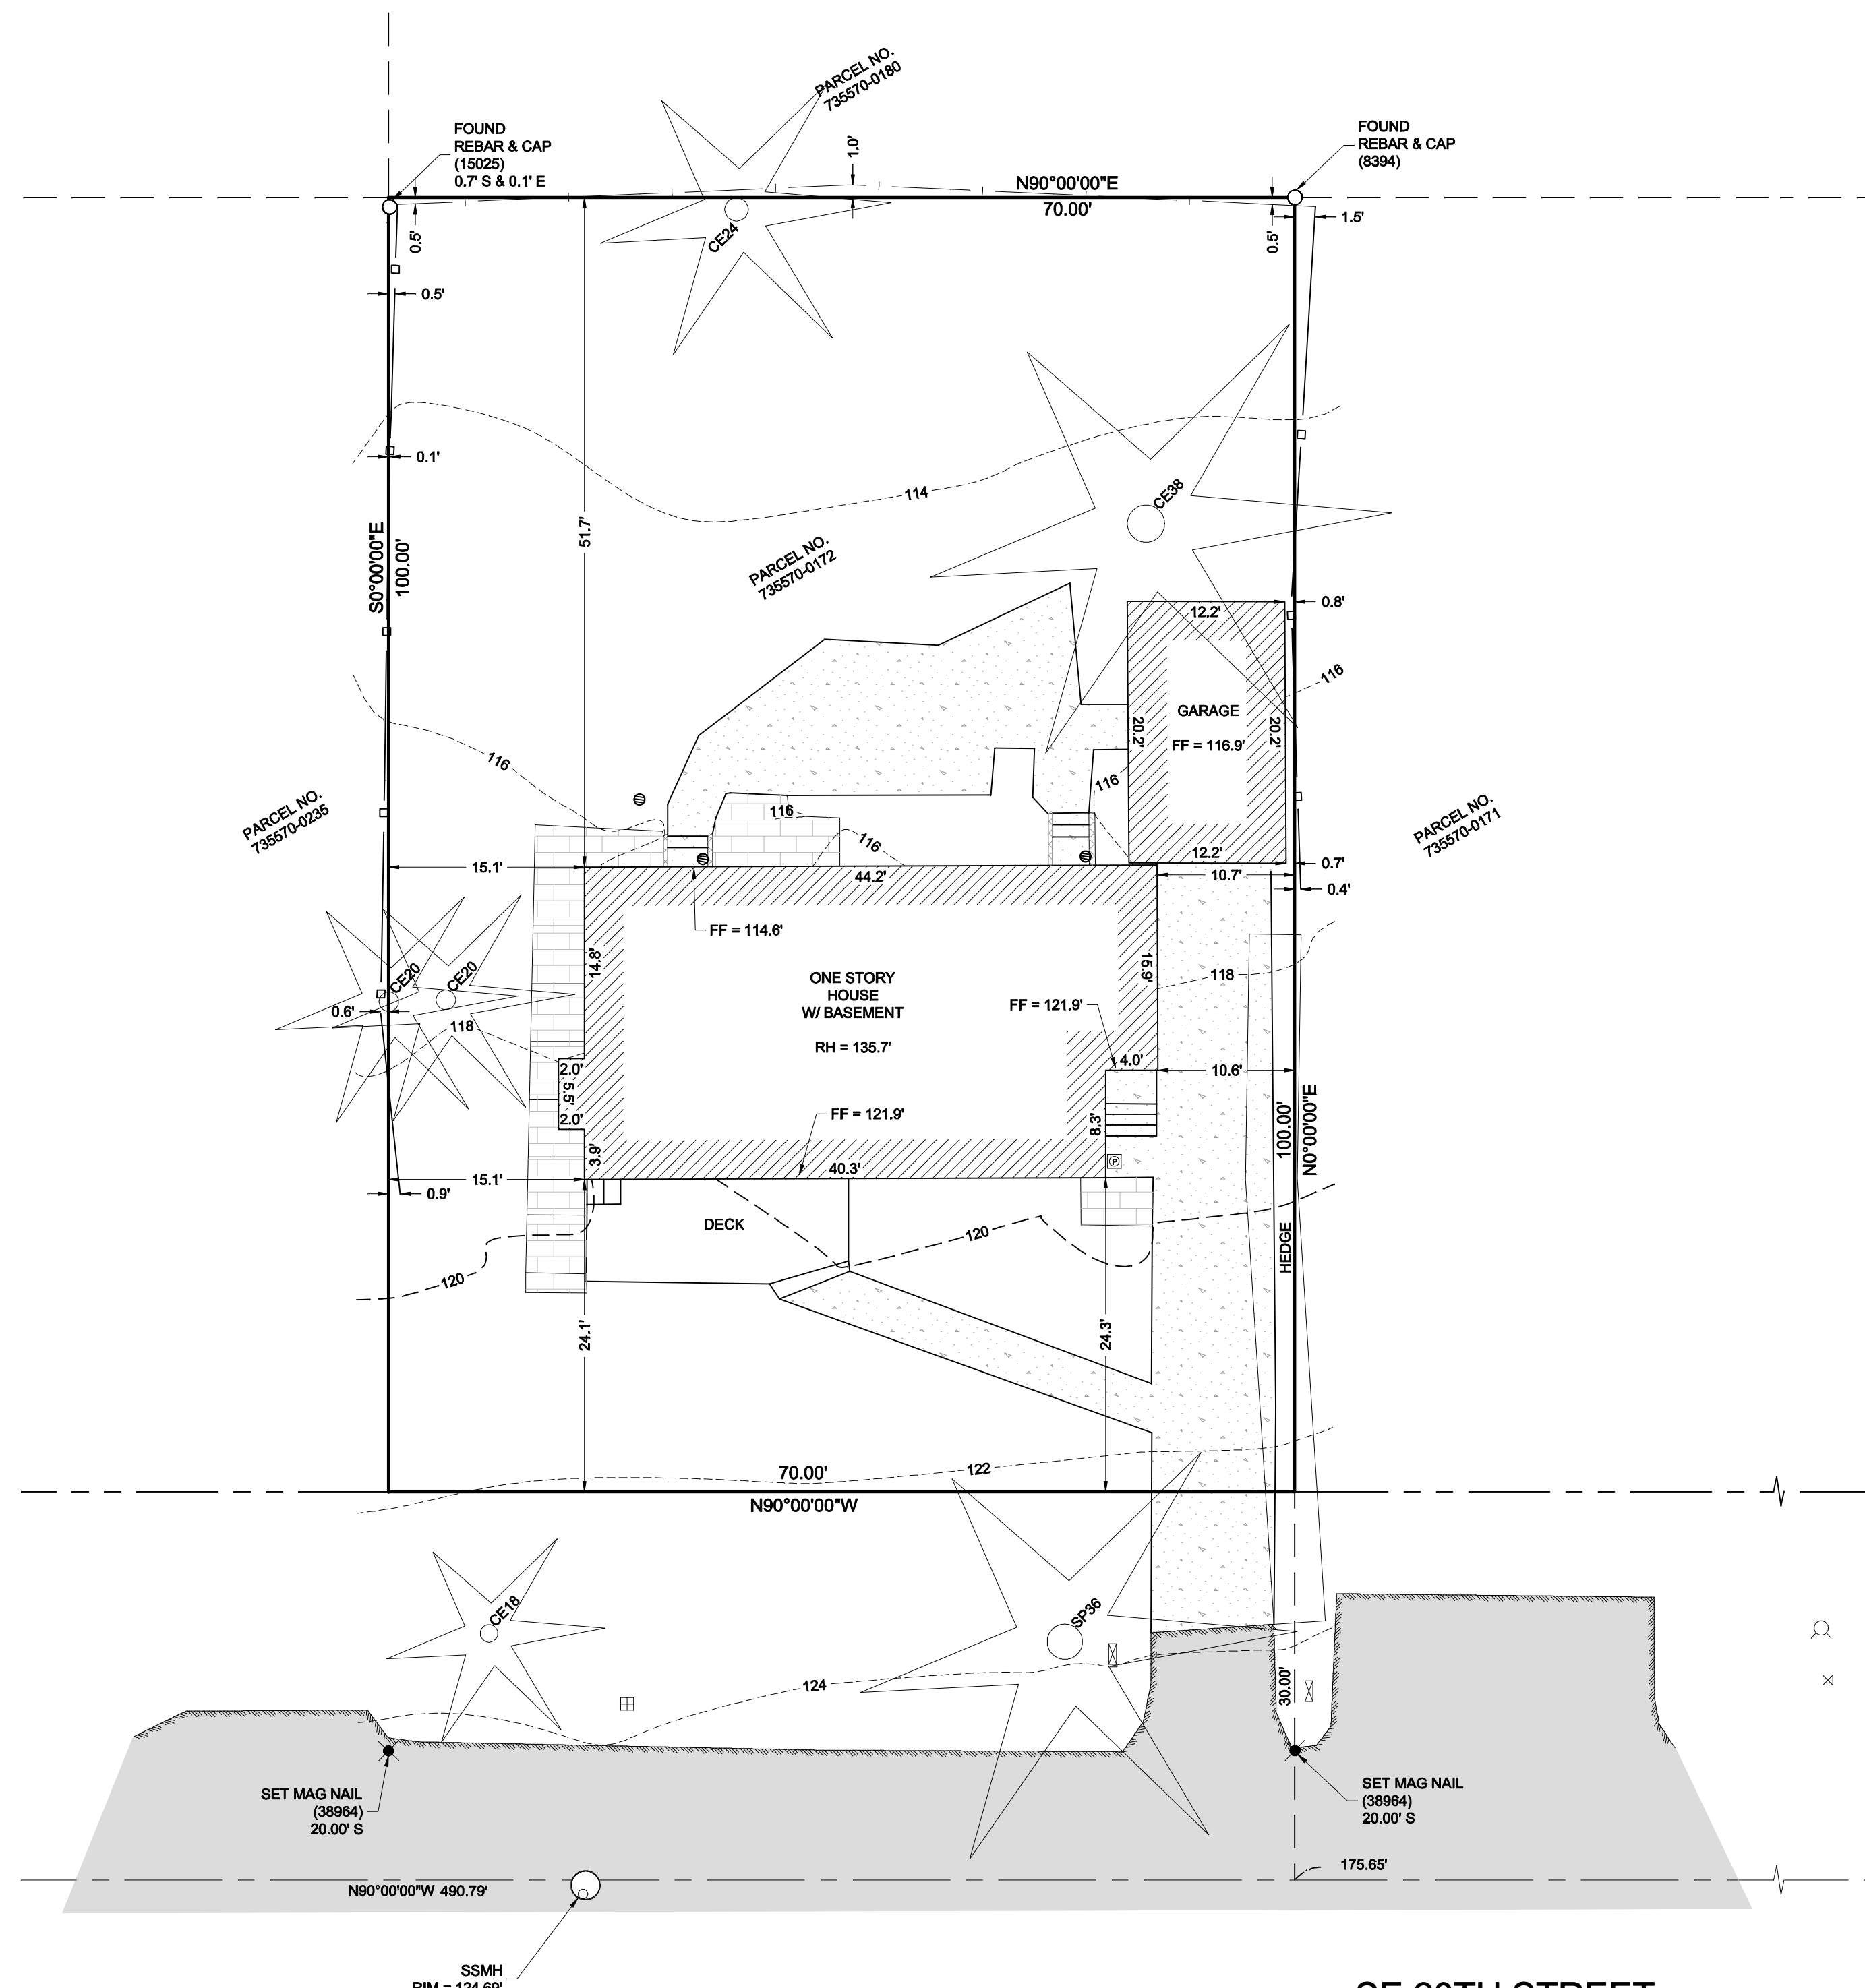 PARCEL NO.
735570-0180
FOUND
REBAR & CAP
(15025)
0.7' S & 0.1' E
1.0'
FOUND
REBAR & CAP
(8394)
N90°00'00"E
70.00'
CE24
0.5'
0.5'
1.5'
0.5'
0.1'
114
CE38
51.7'
S0°00'00"E
100.00'
PARCEL NO.
735570-0172
12.2'
0.8'
116
GARAGE
FF = 116.9'
20.2'
20.2'
116
116
116
116
PARCEL NO.
735570-0235
PARCEL NO.
735570-0171
12.2'
0.7'
15.1'
44.2'
10.7'
0.4'
FF = 114.6'
14.8'
15.9'
118
ONE STORY
HOUSE
W/ BASEMENT
RH = 135.7'
FF = 121.9'
CE20
CE20
0.6'
118
4.0'
10.6'
2.0'
5.5'
2.0'
FF = 121.9'
8.3'
P
3.9'
40.3'
15.1'
0.9'
100.00'
N0°00'00"E
DECK
120
120
HEDGE
24.1'
24.3'
70.00'
122
N90°00'00"W
CE18
SP36
124
30.00'
SET MAG NAIL
(38964)
20.00' S
SET MAG NAIL
(38964)
20.00' S
175.65'
N90°00'00"W 490.79'
SSMH
RIM = 124.69'
STREET